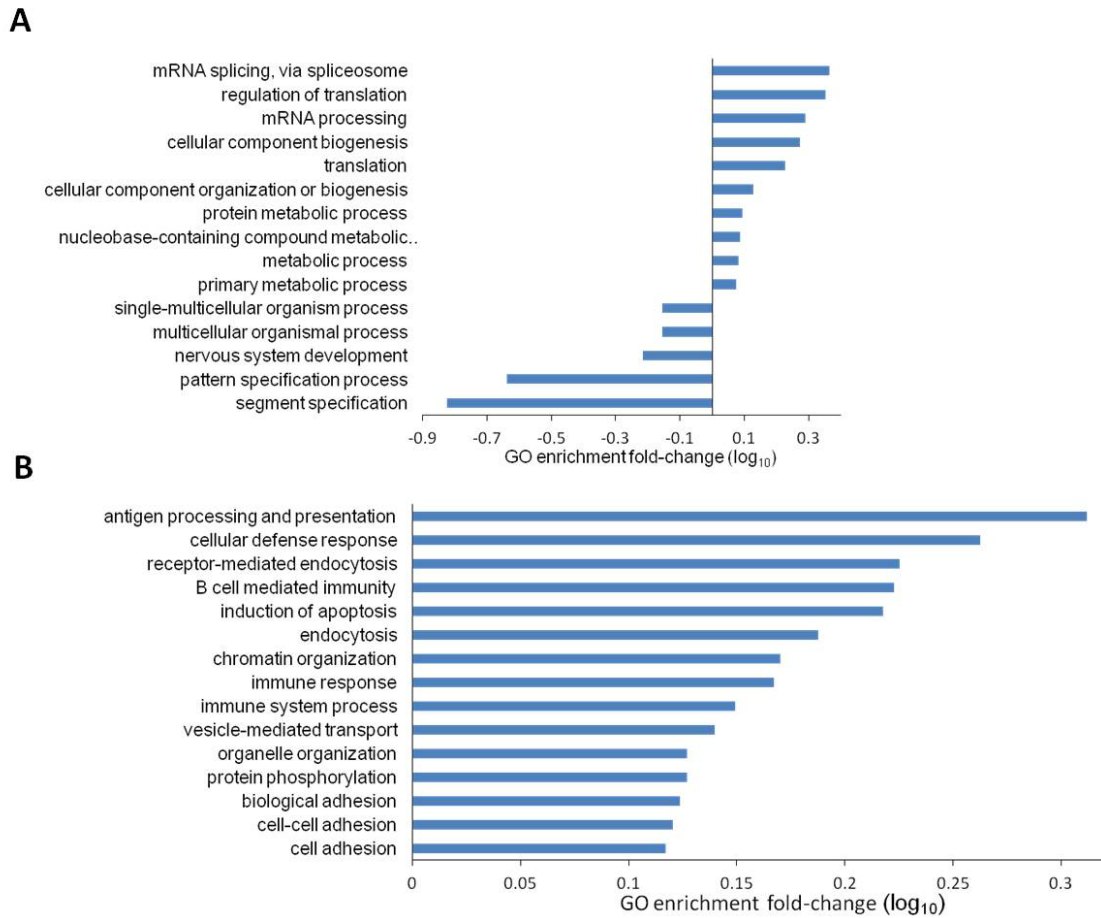 A
mRNA splicing, via spliceosome
regulation of translation
mRNA processing
cellular component biogenesis
translation
cellular component organization or biogenesis
protein metabolic process
nucleobase-containing compound metabolic..
metabolic process
primary metabolic process
single-multicellular organism process
multicellular organismal process
nervous system development
pattern specification process
segment specification
-0.9 -0.7 -0.5 -0.3 -0.1 0.1 0.3
GO enrichment fold-change (log10)
B
antigen processing and presentation
cellular defense response
receptor-mediated endocytosis
B cell mediated immunity
induction of apoptosis
endocytosis
chromatin organization
immune response
immune system process
vesicle-mediated transport
organelle organization
protein phosphorylation
biological adhesion
cell-cell adhesion
cell adhesion
0 0.05 0.1 0.15 0.2 0.25 0.3
GO enrichment fold-change (log10)